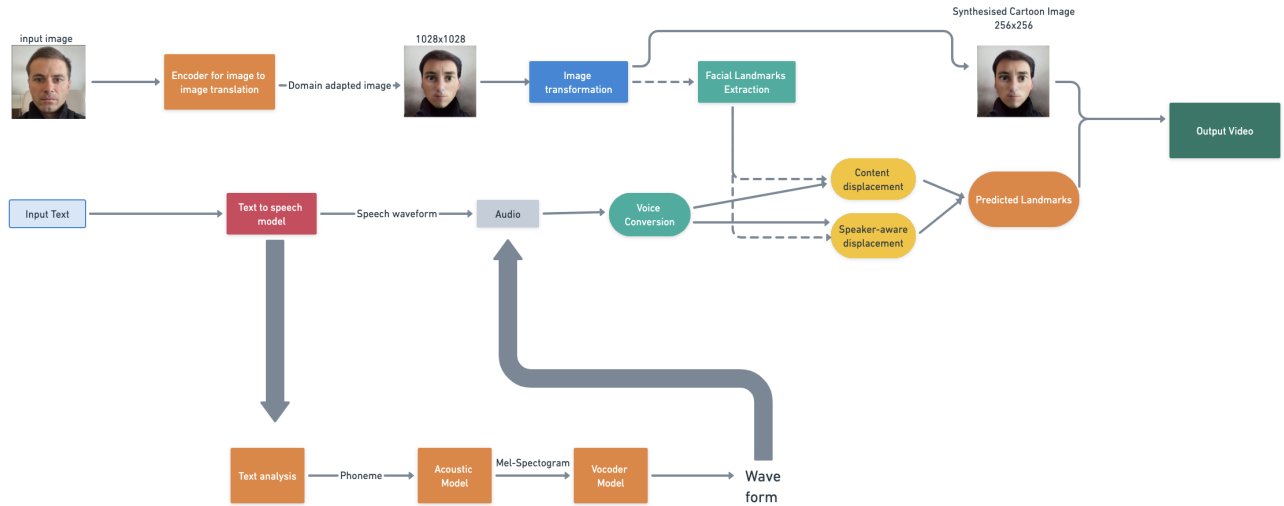 input image
Encoder for image to
image translation
Domain adapted image
1028x1028
Image
transformation
Facial Landmarks
Extraction
Synthesised Cartoon Image
256x256
Output Video
Input Text
Text to speech
model
Speech waveform
Audio
Voice
Conversion
Content
displacement
Speaker-aware
displacement
Predicted Landmarks
Text analysis
Phoneme
Acoustic
Model
Mel-Spectogram
Vocoder
Model
Wave
form